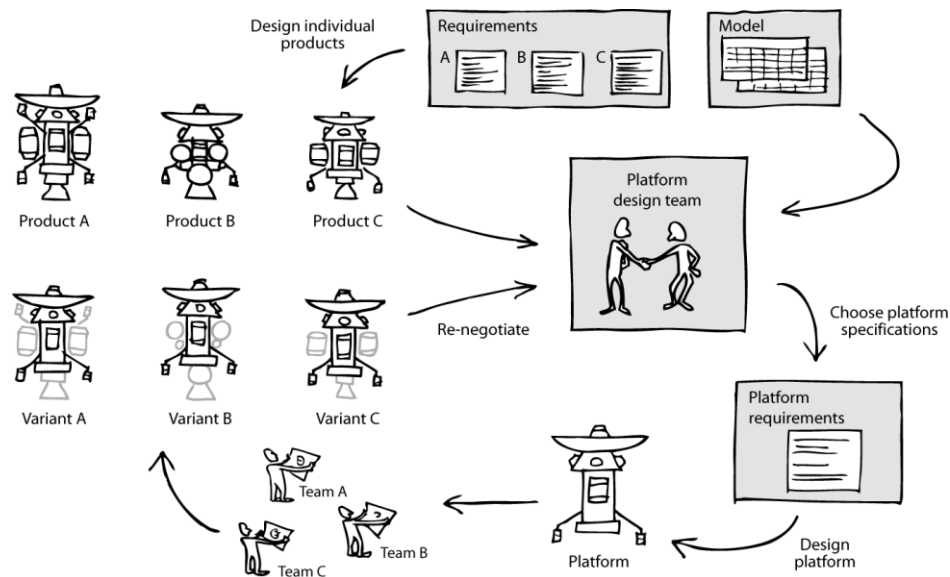 Design individual
products
Requirements
A
B
C
Model
Product A
Product B
Product C
Platform
design team
Re-negotiate
Choose platform
specifications
Variant A
Variant B
Variant C
Platform
requirements
Team A
Team B
Team C
Platform
Design
platform